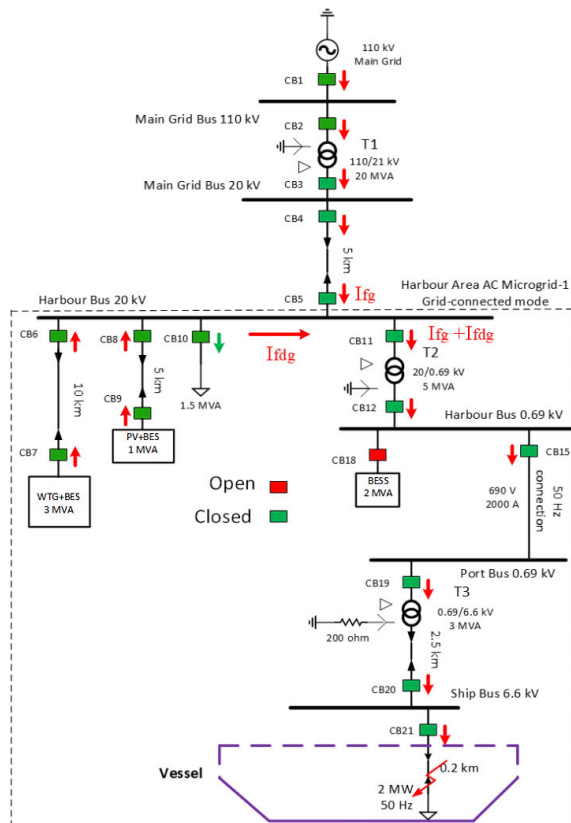 110 kV
Main Grid
CB1
Main Grid Bus 110 kV
CB2
T1
110/21 kV
20 MVA
CB3
Main Grid Bus 20 kV
CB4
5 km
Harbour Area AC Microgrid-1
Grid-connected mode
CB5
Ifg
Harbour Bus 20 kV
CB6
CB8
CB10
Ifdg
CB11
Ifg +Ifdg
T2
20/0.69 kV
5 MVA
10 km
5 km
1.5 MVA
CB9
CB12
PV+BES
1 MVA
Harbour Bus 0.69 kV
CB7
CB18
CB15
WTG+BES
3 MVA
Open
Closed
BESS
2 MVA
690 V
2000 A
50 Hz
connection
Port Bus 0.69 kV
CB19
T3
0.69/6.6 kV
3 MVA
200 ohm
2.5 km
CB20
Ship Bus 6.6 kV
CB21
Vessel
0.2 km
2 MW
50 Hz